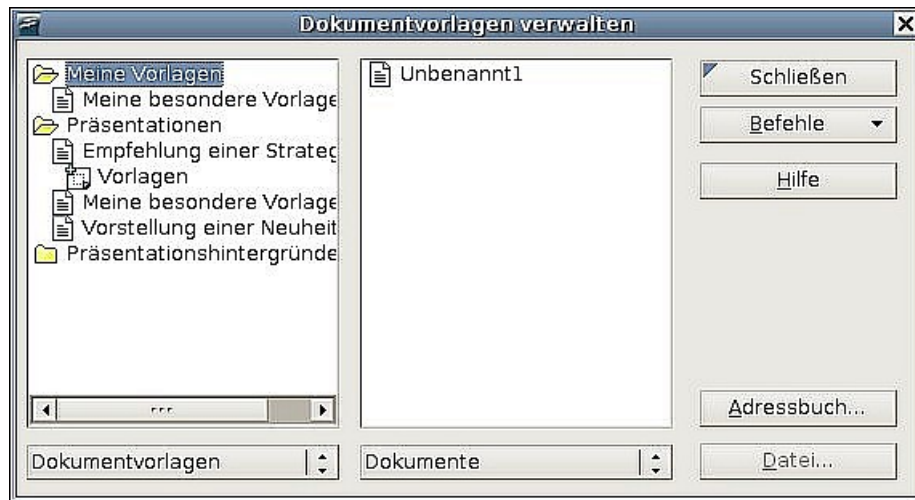 Dokumentvorlagen verwalten
Meine Vorlagen
Meine besondere Vorlage
Präsentationen
Empfehlung einer Strateg
Vorlagen
Meine besondere Vorlage
Vorstellung einer Neuheit
Präsentationshintergründe
Dokumentvorlagen
Unbenannt1
Dokumente
Schließen
Befehle
Hilfe
Adressbuch...
Datei...